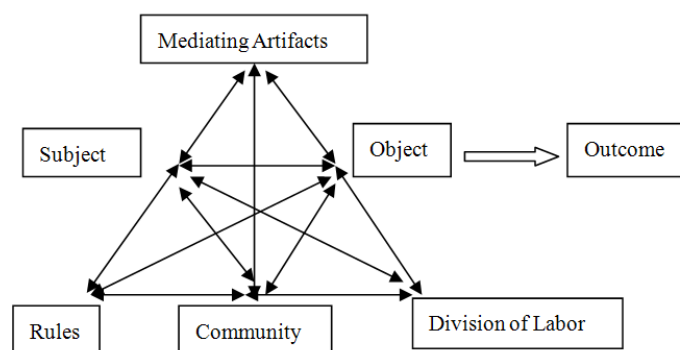 Mediating Artifacts
Subject
Object
Outcome
Rules
Community
Division of Labor